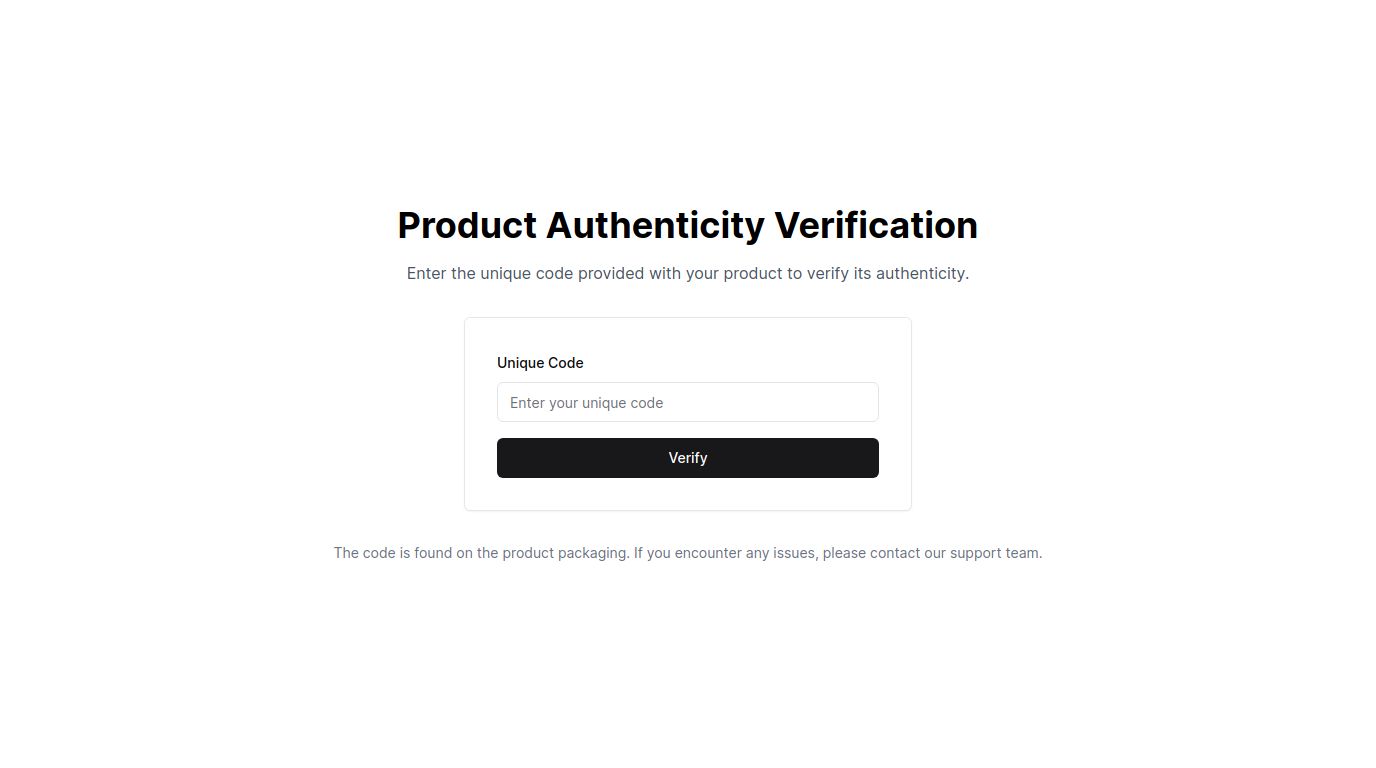 Product Authenticity Verification
Enter the unique code provided with your product to verify its authenticity.
Unique Code
Enter your unique code
Verify
The code is found on the product packaging. If you encounter any issues, please contact our support team.